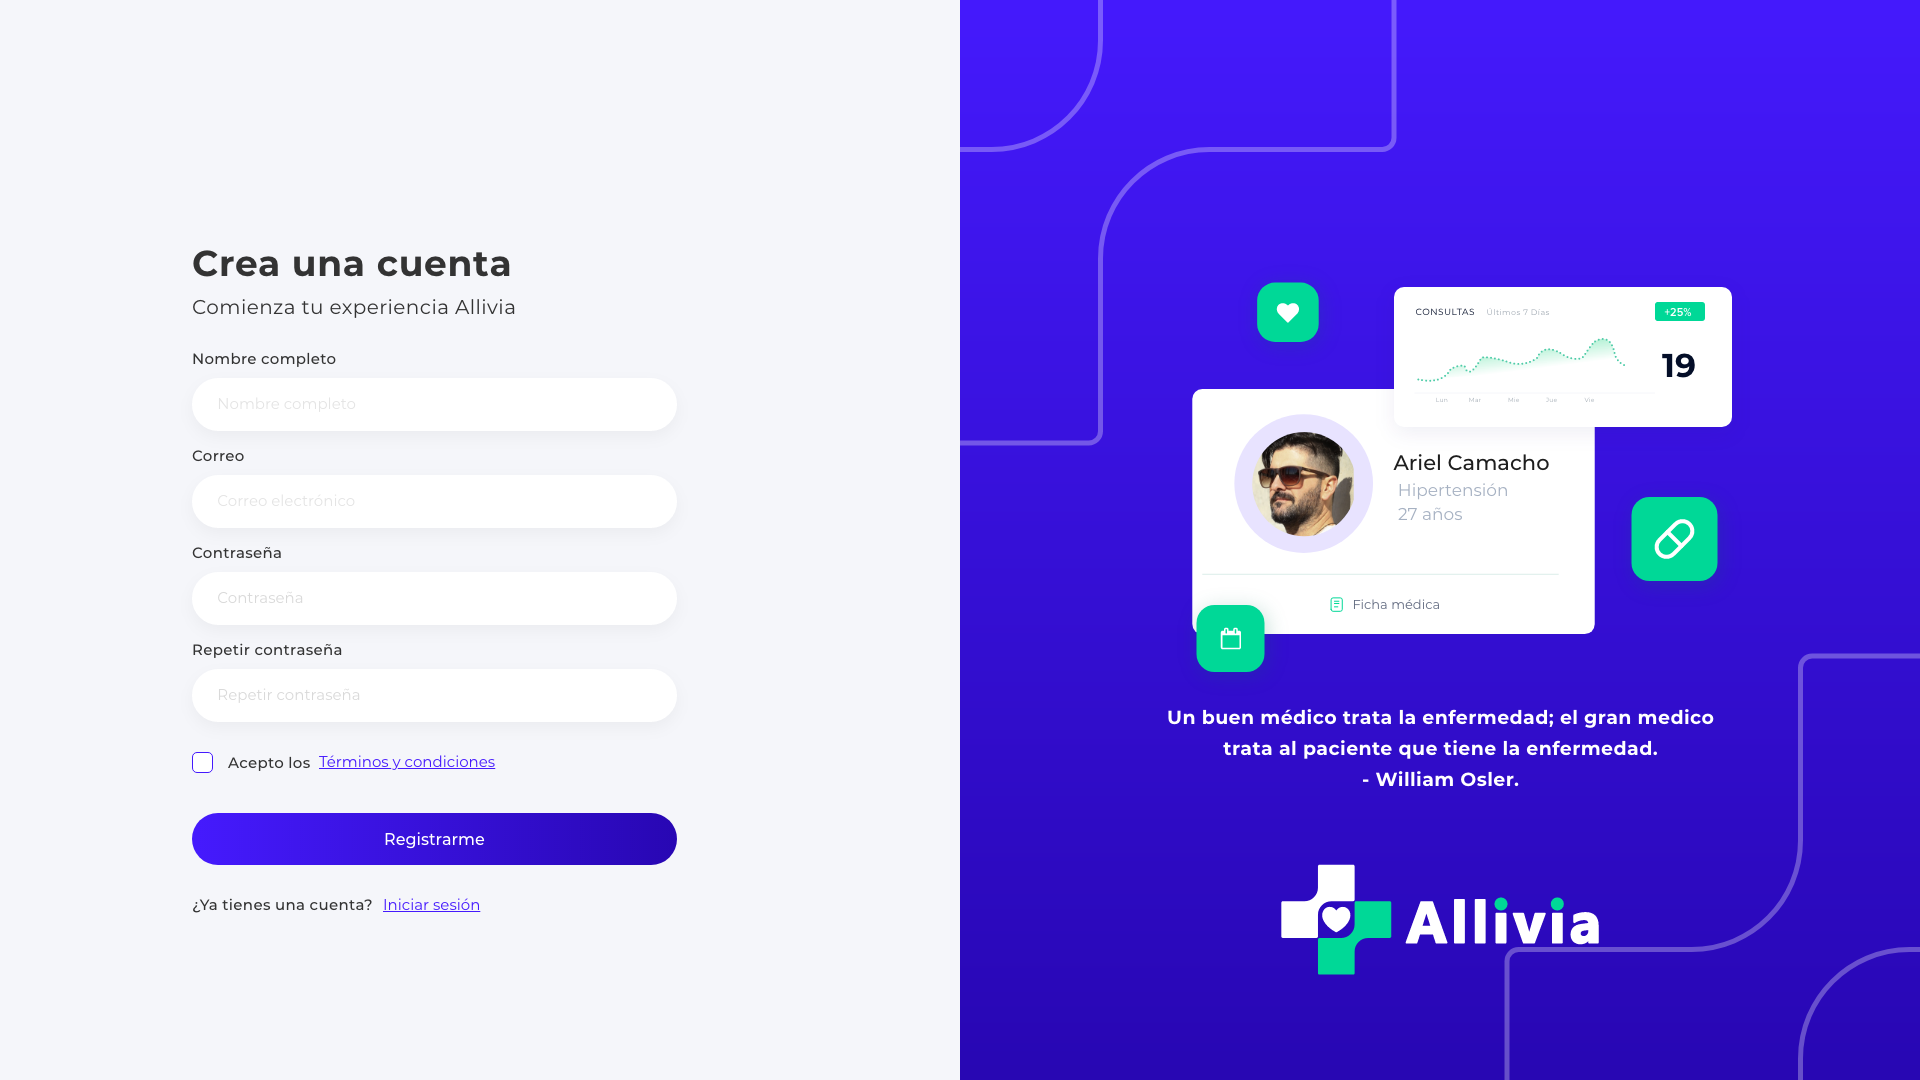 Crea una cuenta
Comienza tu experiencia Allivia
Nombre completo
Nombre completo
Correo
Correo electrónico
Contraseña
Contraseña
Repetir contraseña
Repetir contraseña
Acepto los Términos y condiciones
Registrarme
¿Ya tienes una cuenta? Iniciar sesión
CONSULTAS Últimos 7 Días +25%
19
Lun Mar Mie Jue Vie
Ariel Camacho
Hipertensión
27 años
Ficha médica
Un buen médico trata la enfermedad; el gran medico
trata al paciente que tiene la enfermedad.
- William Osler.
Allivia